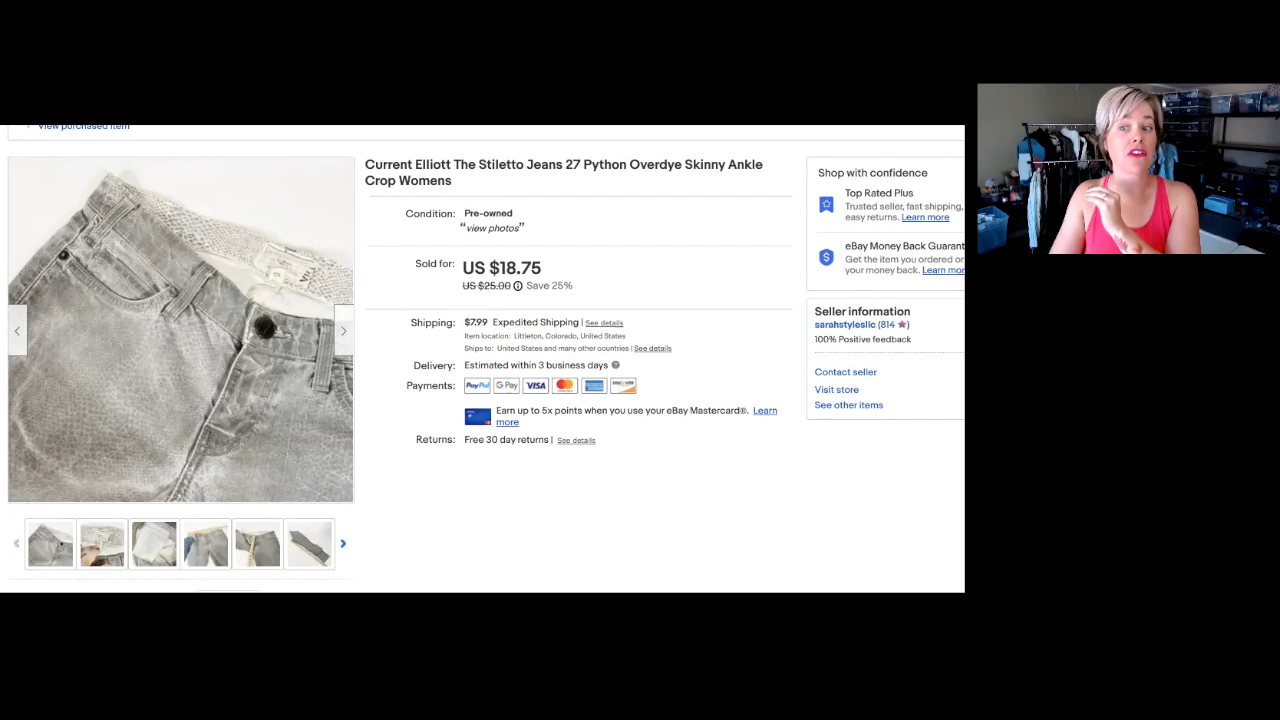 View purchased item
Current Elliott The Stiletto Jeans 27 Python Overdye Skinny Ankle
Crop Womens
Condition: Pre-owned
“view photos”
Sold for: US $18.75
US $25.00 Save 25%
Shipping: $7.99 Expedited Shipping | See details
Item location: Littleton, Colorado, United States
Ships to: United States and many other countries | See details
Delivery: Estimated within 3 business days
Payments: PayPal G Pay VISA MasterCard DISCOVER
Earn up to 5x points when you use your eBay Mastercard®. Learn
more
Returns: Free 30 day returns | See details
Shop with confidence
Top Rated Plus
Trusted seller, fast shipping,
easy returns. Learn more
eBay Money Back Guarant
Get the item you ordered or
your money back. Learn mor
Seller information
sarahstylesllc (814)
100% Positive feedback
Contact seller
Visit store
See other items